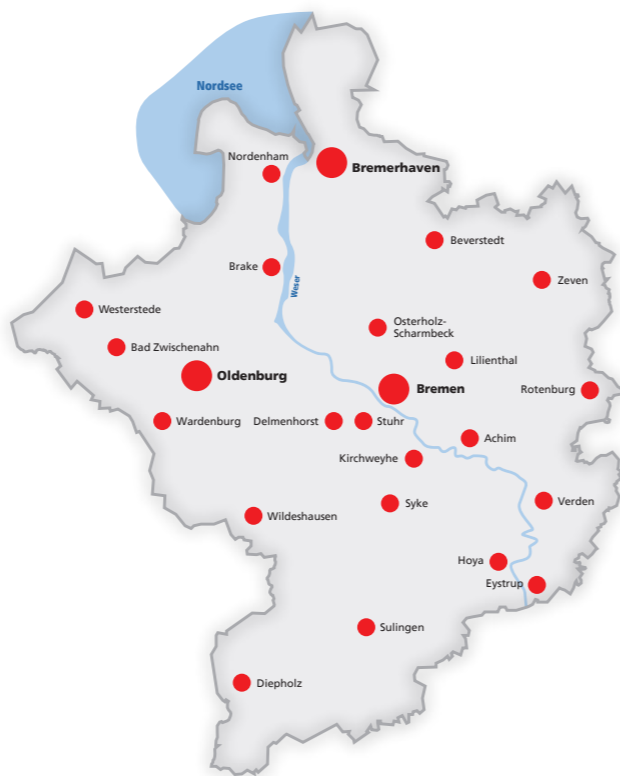 Nordsee
Nordenham
Bremerhaven
Beverstedt
Brake
Zeven
Weser
Westerstede
Osterholz-
Scharmbeck
Bad Zwischenahn
Lilienthal
Oldenburg
Bremen
Rotenburg
Wardenburg
Delmenhorst
Stuhr
Achim
Kirchweyhe
Syke
Verden
Wildeshausen
Hoya
Eystrup
Sulingen
Diepholz